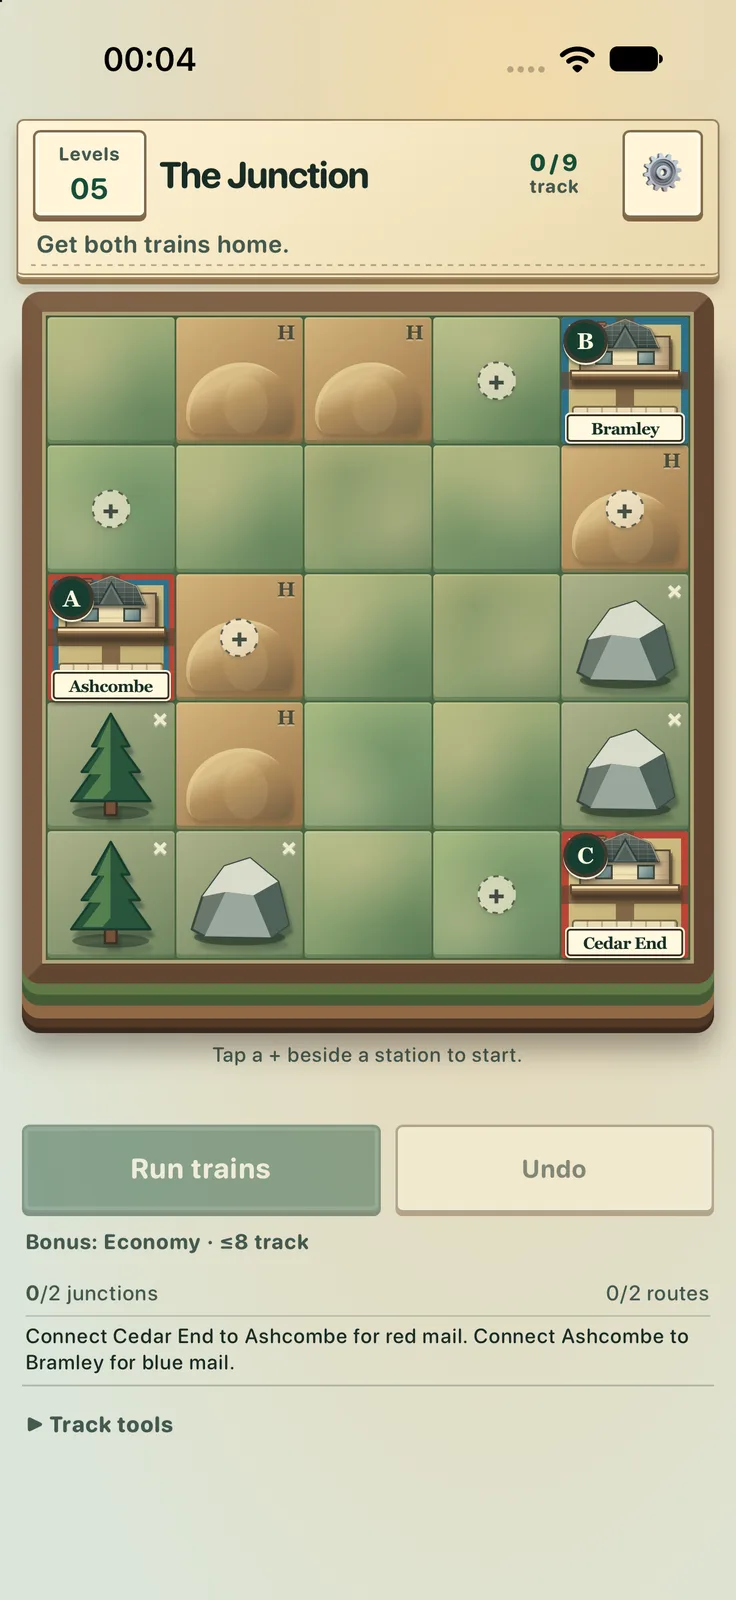 00:04
Levels
05
The Junction
0/9
track
Get both trains home.
H
H
+
B
Bramley
+
H
+
A
Ashcombe
H
+
×
×
H
×
×
×
+
C
Cedar End
Tap a + beside a station to start.
Run trains
Undo
Bonus: Economy · ≤8 track
0/2 junctions
0/2 routes
Connect Cedar End to Ashcombe for red mail. Connect Ashcombe to
Bramley for blue mail.
▶ Track tools